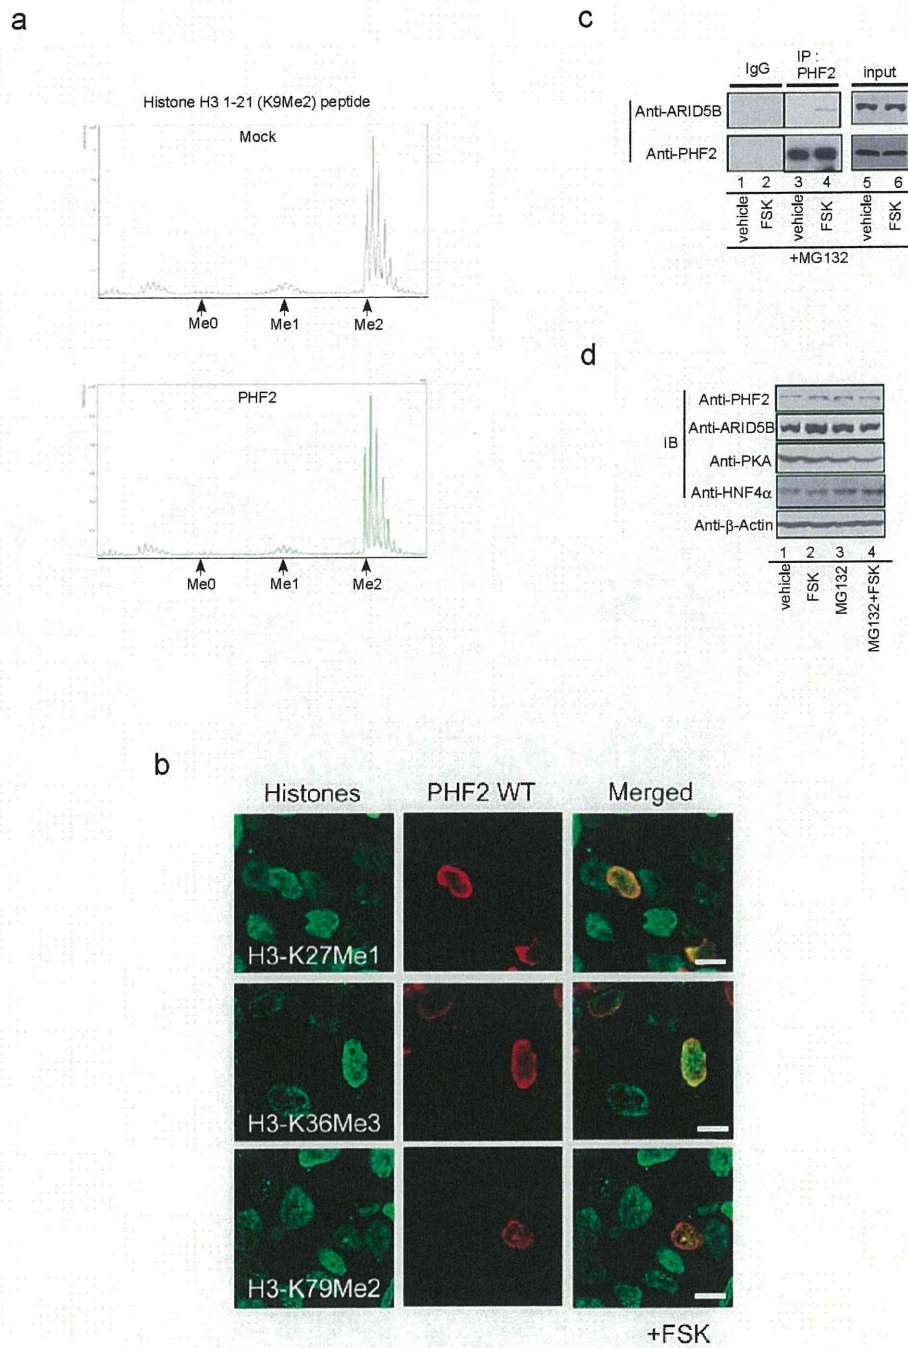 a
Histone H3 1-21 (K9Me2) peptide
Mock
Me0 Me1 Me2
PHF2
Me0 Me1 Me2
c
IgG IP : PHF2 input
Anti-ARID5B
Anti-PHF2
1 2 3 4 5 6
vehicle FSK vehicle FSK vehicle FSK
+MG132
d
IB
Anti-PHF2
Anti-ARID5B
Anti-PKA
Anti-HNF4α
Anti-β-Actin
1 2 3 4
vehicle FSK MG132 MG132+FSK
b
Histones PHF2 WT Merged
H3-K27Me1
H3-K36Me3
H3-K79Me2
+FSK